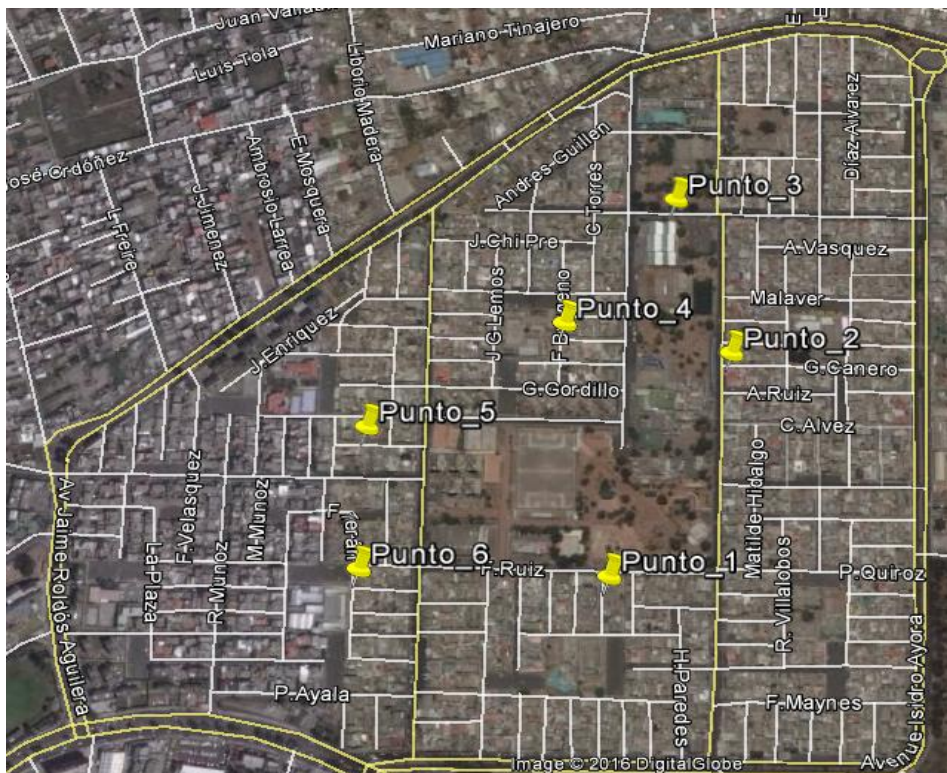 Juan
Mariano Tinajero
Luis Tola
Liborio Madera
Díaz Alvarez
José Ordóñez
Ambrosio Larrea
E-Mosquera
Andres Guillen
C-Torres
J-Jimenez
L-Freire
Punto_3
J.Chi Pre
A.Vasquez
Malaver
J G Lemos
Punto_4
Punto_2
J.Enriquez
G.Canero
G.Gordillo
A.Ruiz
Punto_5
C.Alvez
F-Velasquez
M-Munoz
Matilde-Hidalgo
Av Jaime-Roldós Aguilera
La Plaza
R-Munoz
Punto_6
F.Ruiz
Punto_1
P.Quiroz
R. Villalobos
H.Paredes
P.Ayala
F.Maynes
Avenue-Isidro Ayora
Image © 2016 DigitalGlobe